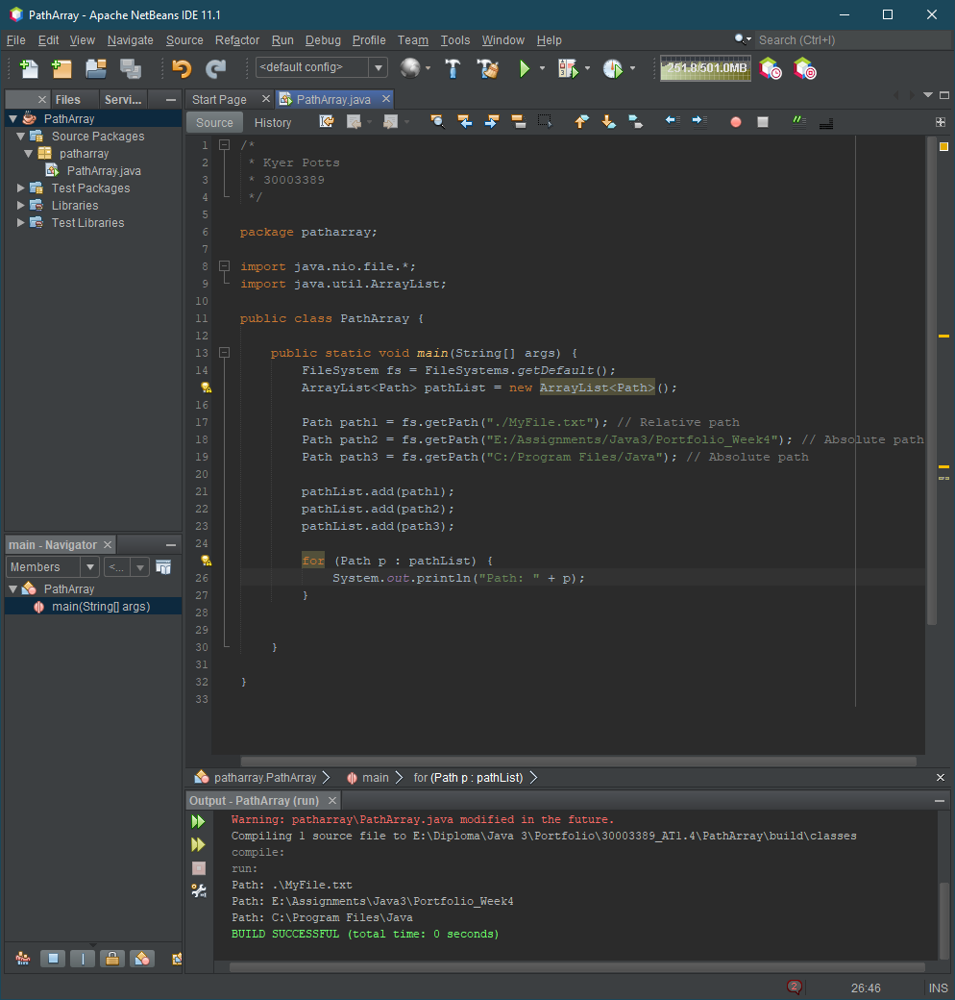 PathArray - Apache NetBeans IDE 11.1
File Edit View Navigate Source Refactor Run Debug Profile Team Tools Window Help
Search (Ctrl+I)
<default config>
251.8/501.0MB
Files Servi...
Start Page PathArray.java
PathArray
Source Packages
patharray
PathArray.java
Test Packages
Libraries
Test Libraries
Source History
1 /*
2 * Kyer Potts
3 * 30003389
4 */
5
6 package patharray;
7
8 import java.nio.file.*;
9 import java.util.ArrayList;
10
11 public class PathArray {
12
13 public static void main(String[] args) {
14 FileSystem fs = FileSystems.getDefault();
ArrayList<Path> pathList = new ArrayList<Path>();
16
17 Path path1 = fs.getPath("./MyFile.txt"); // Relative path
18 Path path2 = fs.getPath("E:/Assignments/Java3/Portfolio_Week4"); // Absolute path
19 Path path3 = fs.getPath("C:/Program Files/Java"); // Absolute path
20
21 pathList.add(path1);
22 pathList.add(path2);
23 pathList.add(path3);
24
for (Path p : pathList) {
26 System.out.println("Path: " + p);
27 }
28
29
30 }
31
32 }
33
main - Navigator
Members <...
PathArray
main(String[] args)
patharray.PathArray main for (Path p : pathList)
Output - PathArray (run)
Warning: patharray\PathArray.java modified in the future.
Compiling 1 source file to E:\Diploma\Java 3\Portfolio\30003389_AT1.4\PathArray\build\classes
compile:
run:
Path: .\MyFile.txt
Path: E:\Assignments\Java3\Portfolio_Week4
Path: C:\Program Files\Java
BUILD SUCCESSFUL (total time: 0 seconds)
2
26:46 INS